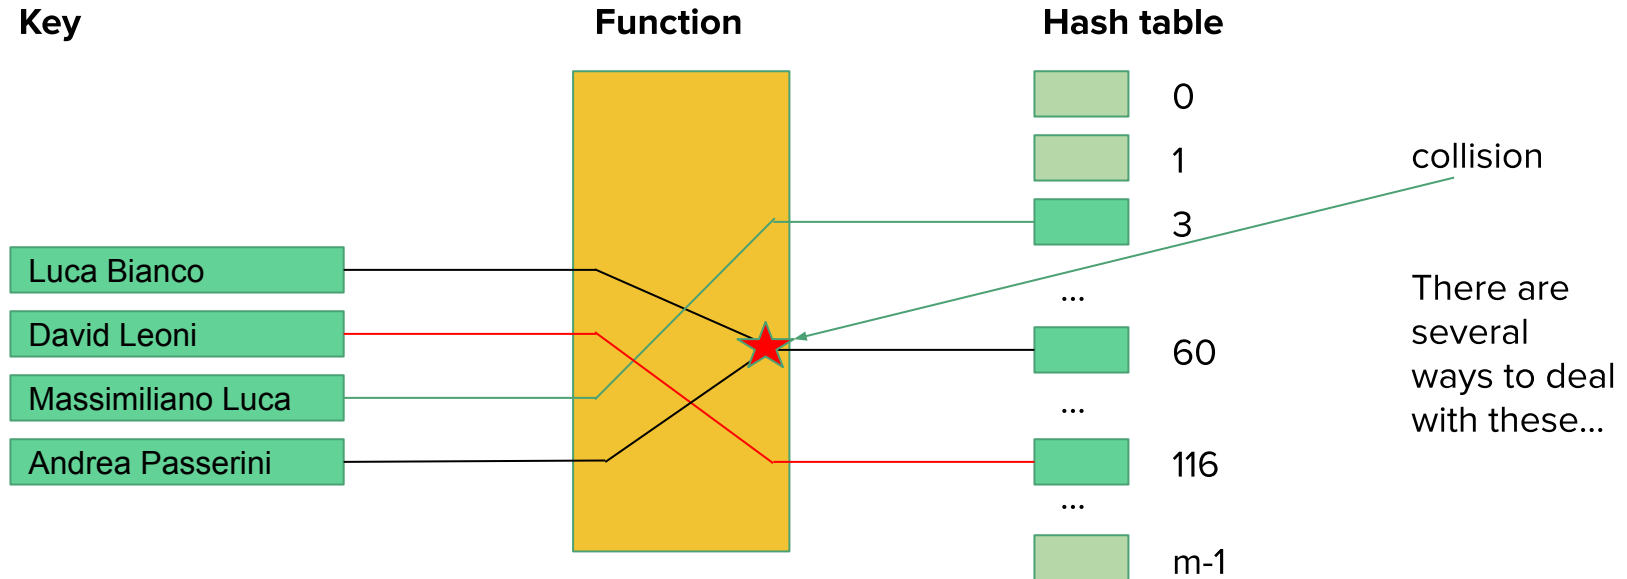 Key
Function
Hash table
0
1
collision
3
Luca Bianco
...
There are
David Leoni
several
60
ways to deal
Massimiliano Luca
...
with these...
Andrea Passerini
116
...
m-1